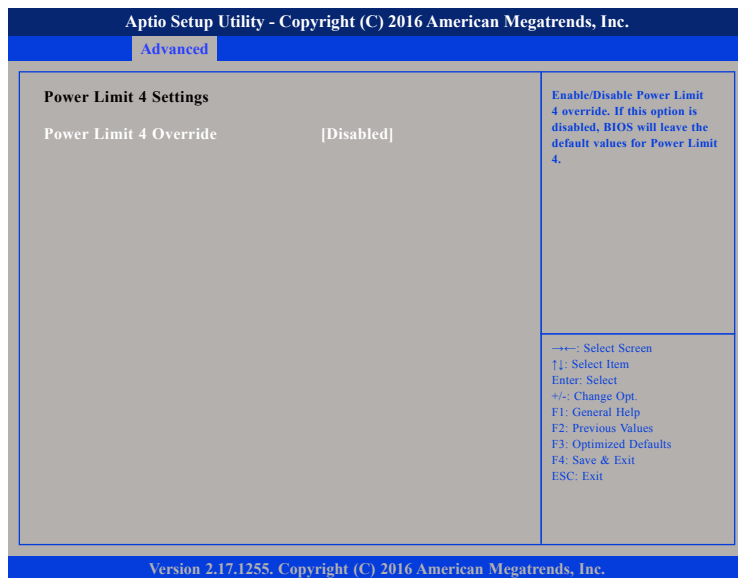 Aptio Setup Utility - Copyright (C) 2016 American Megatrends, Inc.
Advanced
Power Limit 4 Settings
Power Limit 4 Override [Disabled]
Enable/Disable Power Limit
4 override. If this option is
disabled, BIOS will leave the
default values for Power Limit
4.
→←: Select Screen
↑↓: Select Item
Enter: Select
+/-: Change Opt.
F1: General Help
F2: Previous Values
F3: Optimized Defaults
F4: Save & Exit
ESC: Exit
Version 2.17.1255. Copyright (C) 2016 American Megatrends, Inc.